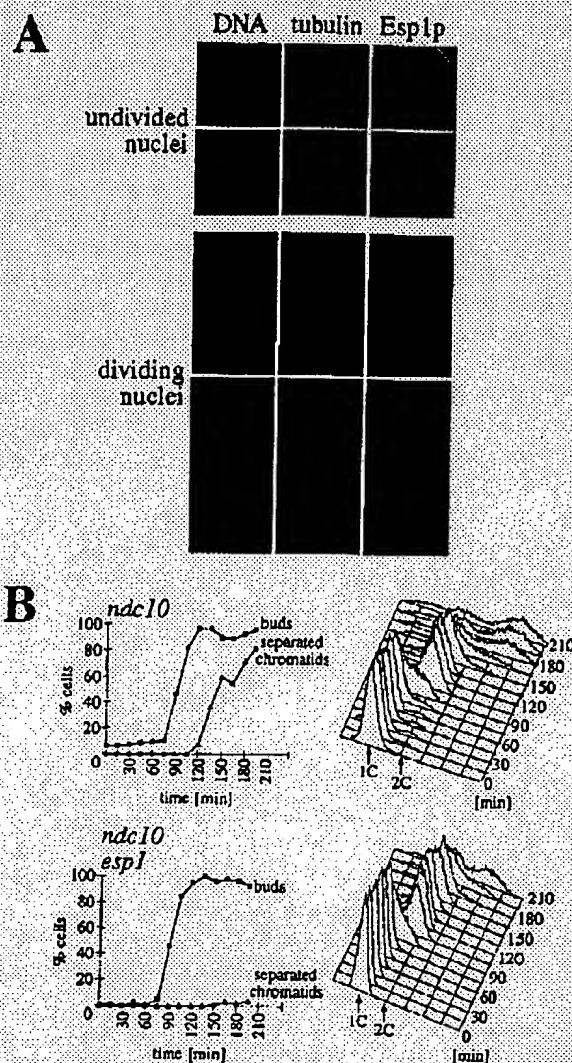 A
DNA tubulin Esp1p
undivided
nuclei
dividing
nuclei
B
ndc10
100
80
60
40
20
0
% cells
buds
separated
chromatids
30 60 90 120 150 180 210
time [min]
1C 2C
0 30 60 90 120 150 180 210
[min]
ndc10
esp1
100
80
60
40
20
0
% cells
buds
separated
chromatids
30 60 90 120 150 180 210
time [min]
1C 2C
0 30 60 90 120 150 180 210
[min]